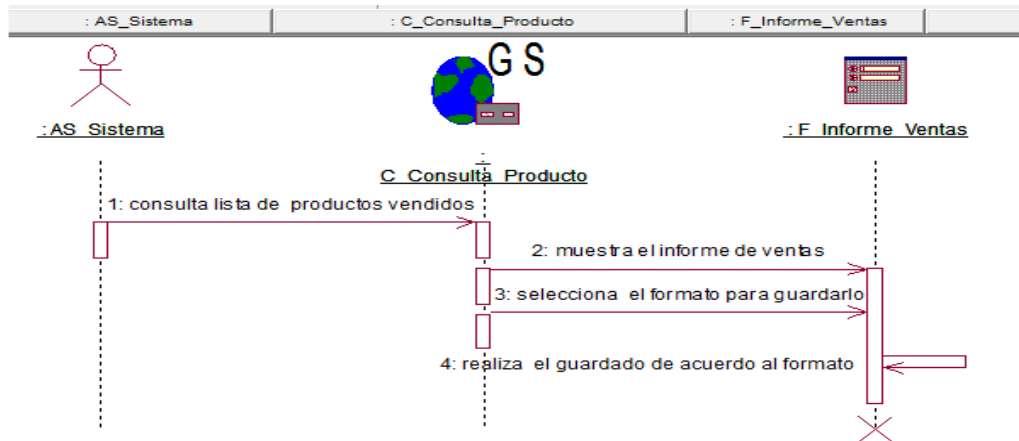 : AS_Sistema
: C_Consulta_Producto
: F_Informe_Ventas
G S
: AS_Sistema
: F_Informe_Ventas
:
C_Consulta_Producto
1: consulta lista de productos vendidos
2: muestra el informe de ventas
3: selecciona el formato para guardarlo
4: realiza el guardado de acuerdo al formato